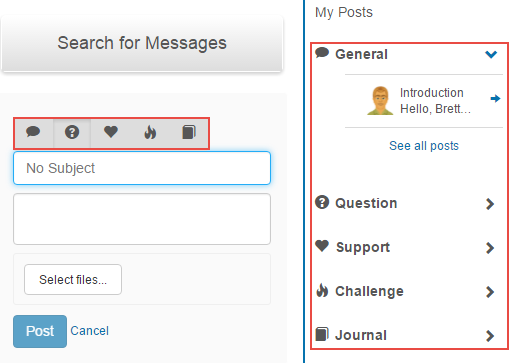 Search for Messages
No Subject
Select files...
Post Cancel
My Posts
General
Introduction
Hello, Brett...
See all posts
Question
Support
Challenge
Journal